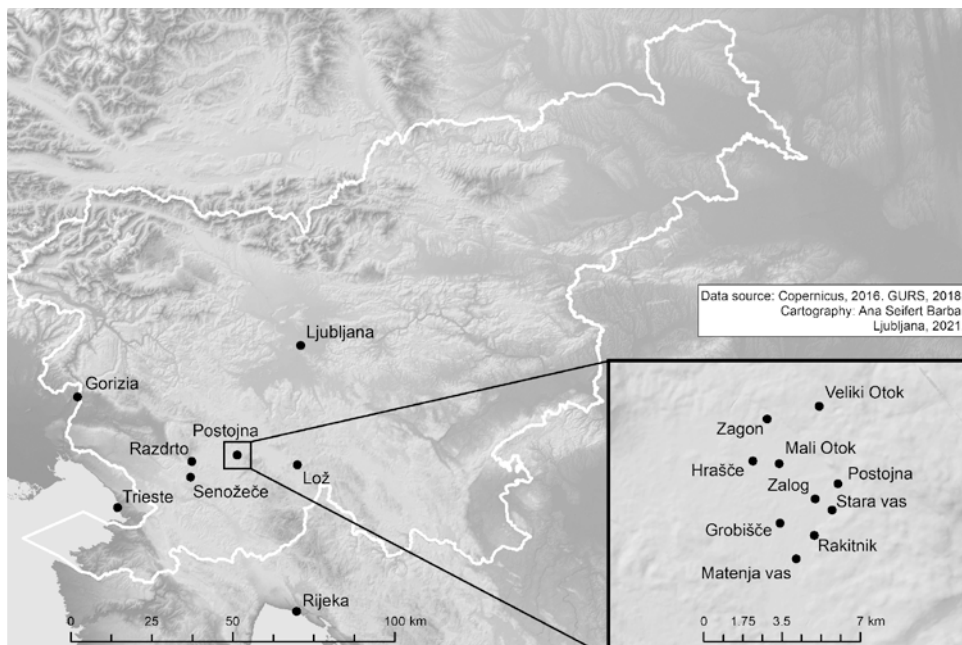 Data source: Copernicus, 2016. GURS, 2018
Cartography: Ana Seifert Barba
Ljubljana, 2021
Ljubljana
Gorizia
Postojna
Razdrto
Senožeče
Lož
Trieste
Rijeka
0 50 100 km
Veliki Otok
Zagon
Mali Otok
Hrašče
Postojna
Zalog
Stara vas
Grobišče
Rakitnik
Matenja vas
0 1.75 3.5 7 km